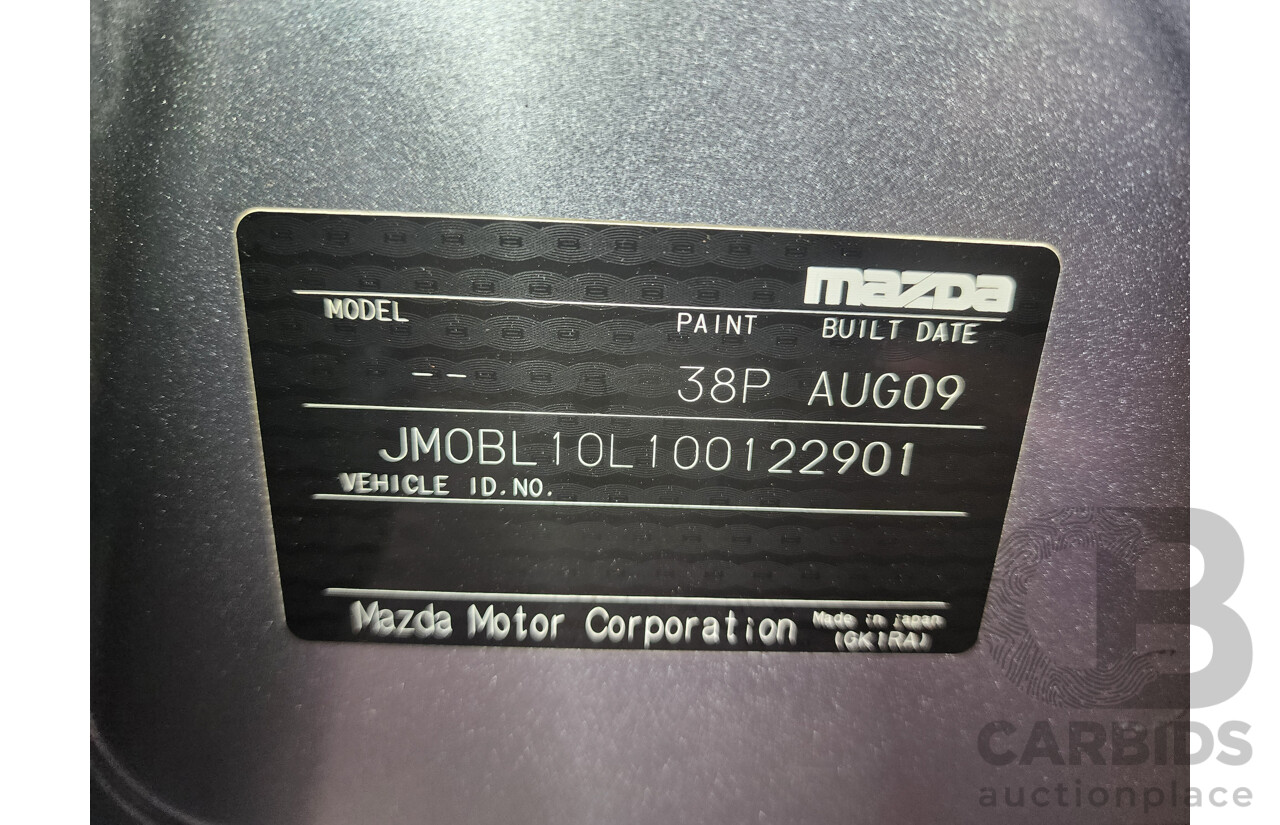 mazda
MODEL PAINT BUILT DATE
-- 38P AUG09
JM0BL10L100122901
VEHICLE ID.NO.
Mazda Motor Corporation Made in japan
(GK1RA)
CB
CARBIDS
auctionplace